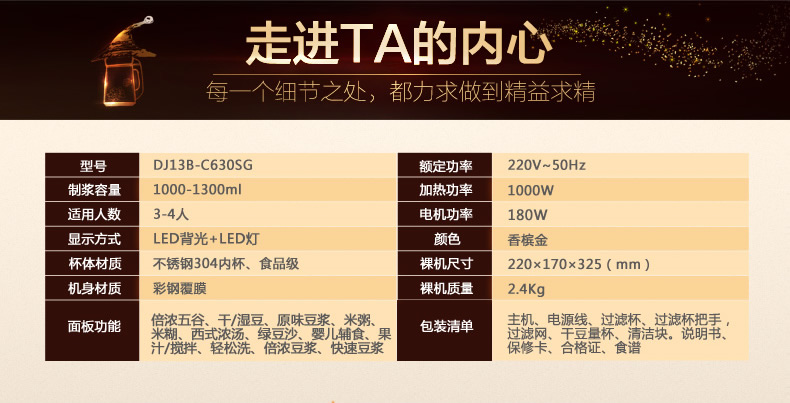 走进TA的内心
每一个细节之处，都力求做到精益求精
型号 DJ13B-C630SG 额定功率 220V~50Hz
制浆容量 1000-1300ml 加热功率 1000W
适用人数 3-4人 电机功率 180W
显示方式 LED背光+LED灯 颜色 香槟金
杯体材质 不锈钢304内杯、食品级 裸机尺寸 220×170×325（mm）
机身材质 彩钢覆膜 裸机质量 2.4Kg
面板功能
倍浓五谷、干/湿豆、原味豆浆、米粥、
米糊、西式浓汤、绿豆沙、婴儿辅食、果
汁/搅拌、轻松洗、倍浓豆浆、快速豆浆
包装清单
主机、电源线、过滤杯、过滤杯把手，
过滤网、干豆量杯、清洁块。说明书、
保修卡、合格证、食谱